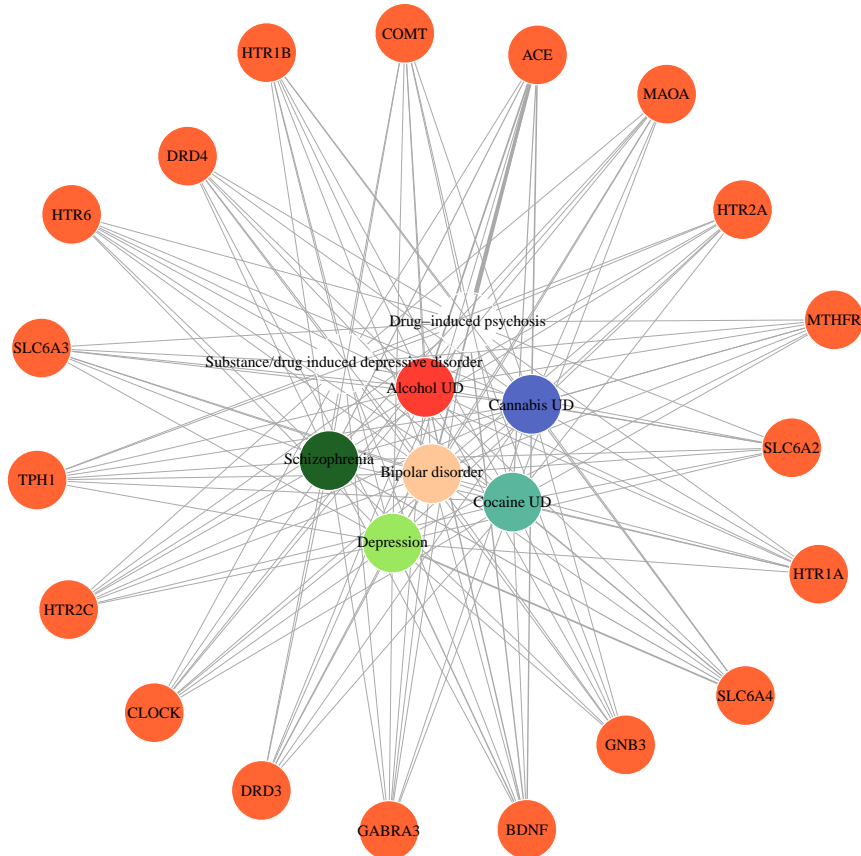 COMT
HTR1B
ACE
MAOA
DRD4
HTR2A
HTR6
MTHFR
Drug–induced psychosis
SLC6A3
Substance/drug induced depressive disorder
Alcohol UD
Cannabis UD
SLC6A2
Schizophrenia
Bipolar disorder
TPH1
Cocaine UD
Depression
HTR1A
HTR2C
SLC6A4
CLOCK
GNB3
DRD3
GABRA3
BDNF